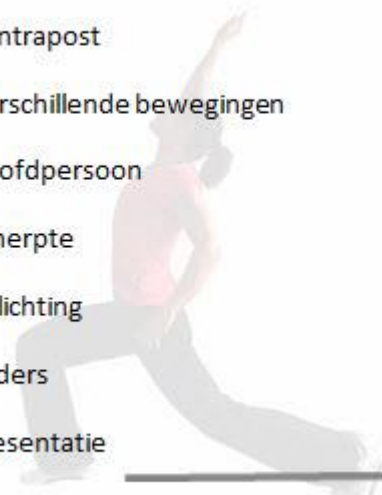 ntrapost
rschillende bewegingen
ofdpersoon
herpte
lichting
ders
esentatie